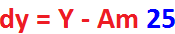 dy = Y - Am 25